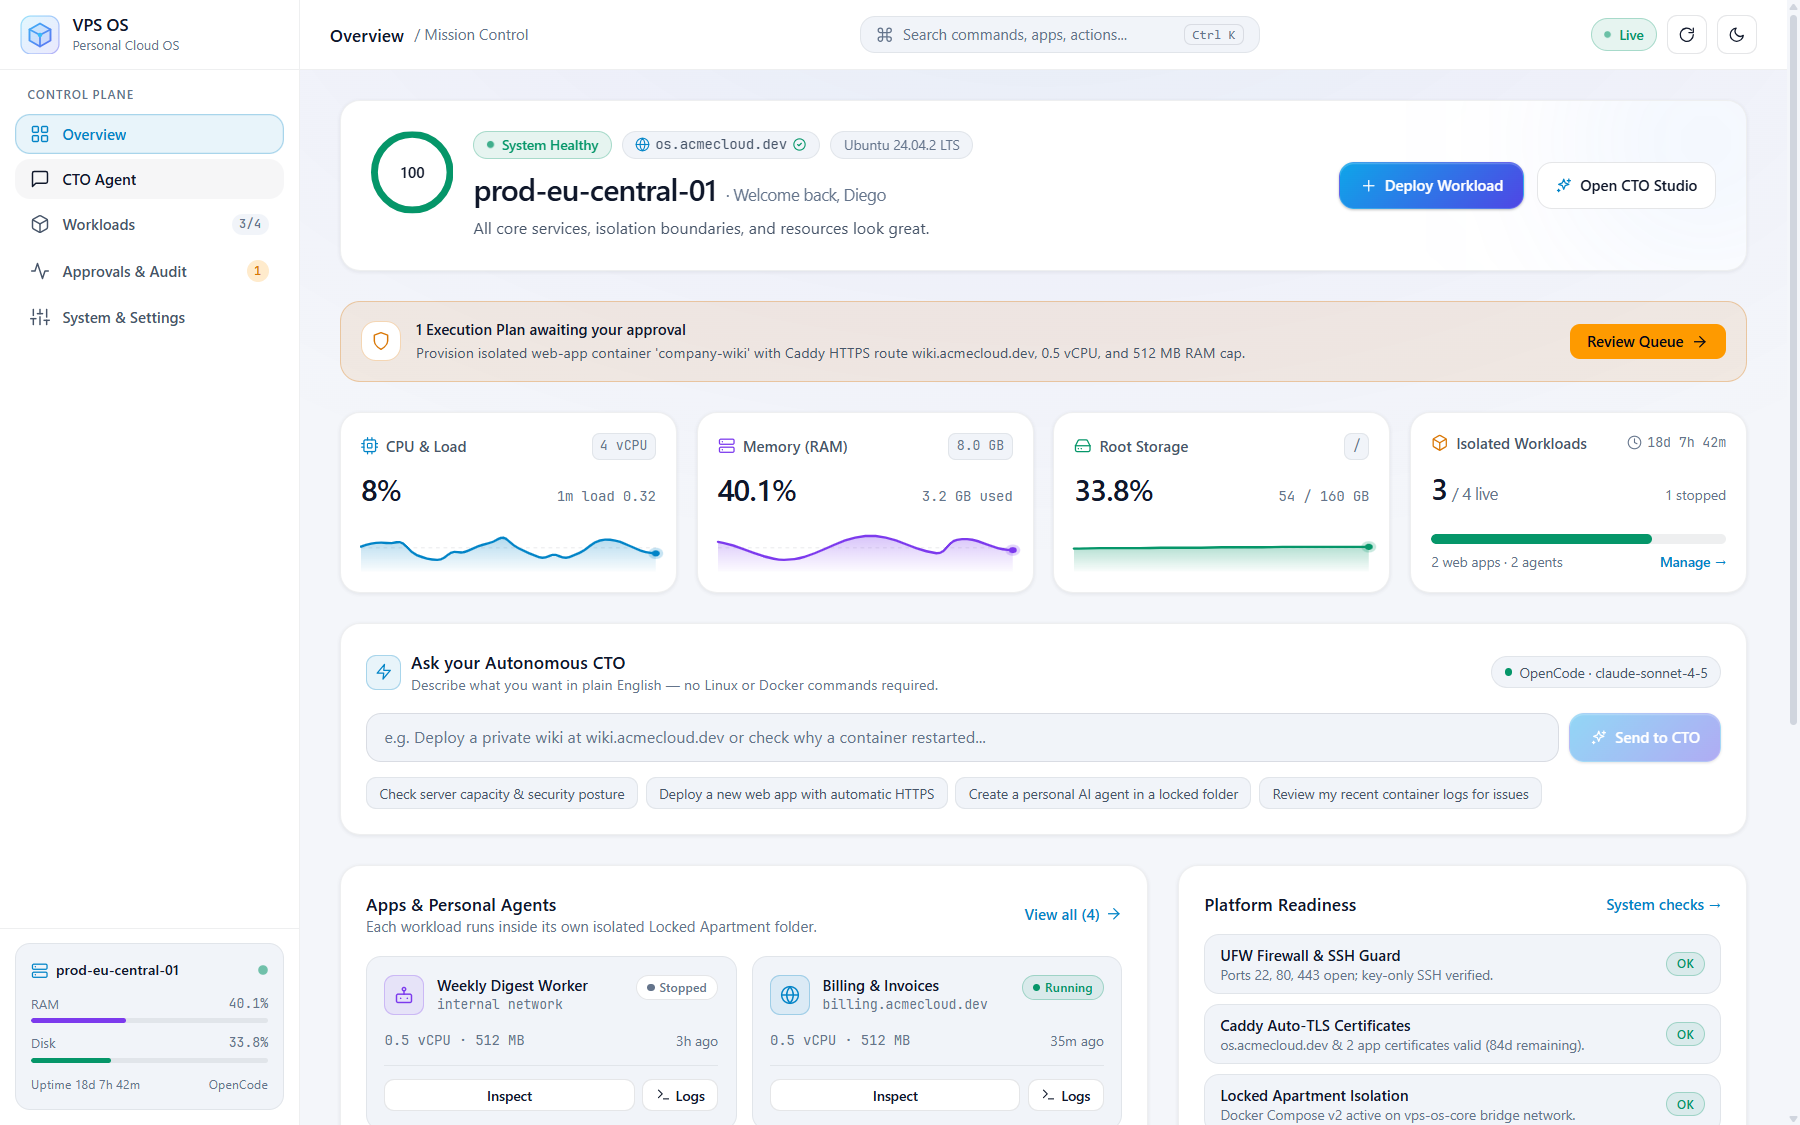 VPS OS
Personal Cloud OS
CONTROL PLANE
Overview
CTO Agent
Workloads 3/4
Approvals & Audit 1
System & Settings
prod-eu-central-01
RAM 40.1%
Disk 33.8%
Uptime 18d 7h 42m OpenCode
Overview / Mission Control
Search commands, apps, actions... Ctrl K
Live
100
System Healthy
os.acmecloud.dev
Ubuntu 24.04.2 LTS
prod-eu-central-01 · Welcome back, Diego
All core services, isolation boundaries, and resources look great.
+ Deploy Workload
Open CTO Studio
1 Execution Plan awaiting your approval
Provision isolated web-app container 'company-wiki' with Caddy HTTPS route wiki.acmecloud.dev, 0.5 vCPU, and 512 MB RAM cap.
Review Queue →
CPU & Load 4 vCPU
8% 1m load 0.32
Memory (RAM) 8.0 GB
40.1% 3.2 GB used
Root Storage /
33.8% 54 / 160 GB
Isolated Workloads 18d 7h 42m
3 / 4 live 1 stopped
2 web apps · 2 agents Manage →
Ask your Autonomous CTO
Describe what you want in plain English — no Linux or Docker commands required.
OpenCode · claude-sonnet-4-5
e.g. Deploy a private wiki at wiki.acmecloud.dev or check why a container restarted...
Send to CTO
Check server capacity & security posture
Deploy a new web app with automatic HTTPS
Create a personal AI agent in a locked folder
Review my recent container logs for issues
Apps & Personal Agents
Each workload runs inside its own isolated Locked Apartment folder.
View all (4) →
Weekly Digest Worker Stopped
internal network
0.5 vCPU · 512 MB 3h ago
Inspect
Logs
Billing & Invoices Running
billing.acmecloud.dev
0.5 vCPU · 512 MB 35m ago
Inspect
Logs
Platform Readiness System checks →
UFW Firewall & SSH Guard
Ports 22, 80, 443 open; key-only SSH verified.
OK
Caddy Auto-TLS Certificates
os.acmecloud.dev & 2 app certificates valid (84d remaining).
OK
Locked Apartment Isolation
Docker Compose v2 active on vps-os-core bridge network.
OK